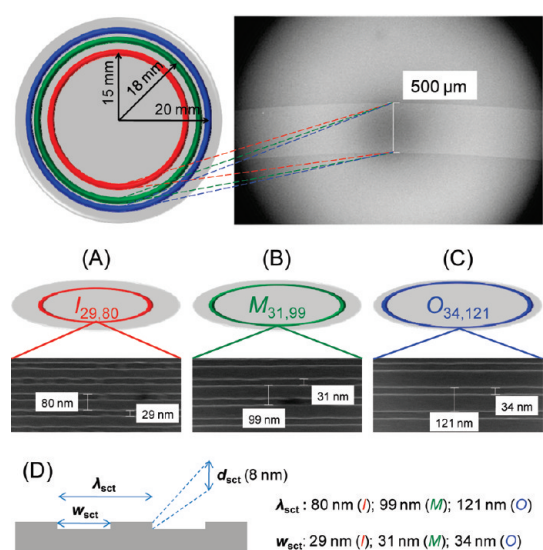 15 mm
18 mm
20 mm
500 µm
(A)
(B)
(C)
I29,80
M31,99
O34,121
80 nm
29 nm
31 nm
99 nm
34 nm
121 nm
(D)
λsct
dsct (8 nm)
wsct
λsct : 80 nm (I); 99 nm (M); 121 nm (O)
wsct: 29 nm (I); 31 nm (M); 34 nm (O)